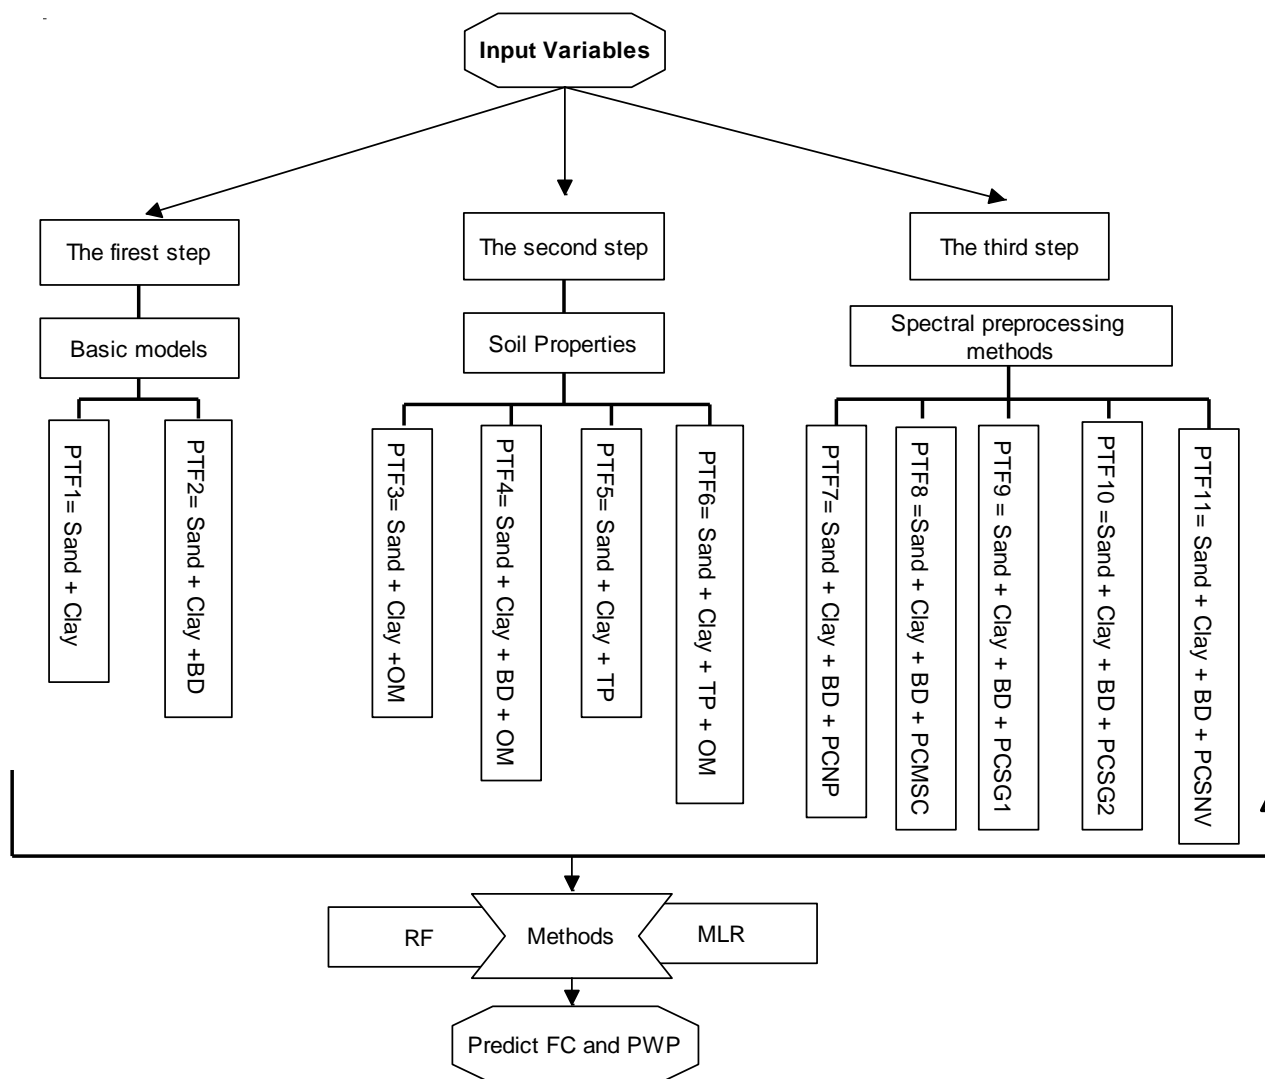 Input Variables
The firest step
The second step
The third step
Basic models
Soil Properties
Spectral preprocessing
methods
PTF1= Sand + Clay
PTF2= Sand + Clay +BD
PTF3= Sand + Clay +OM
PTF4= Sand + Clay + BD + OM
PTF5= Sand + Clay + TP
PTF6= Sand + Clay + TP + OM
PTF7= Sand + Clay + BD + PCNP
PTF8 =Sand + Clay + BD + PCMSC
PTF9 = Sand + Clay + BD + PCSG1
PTF10 =Sand + Clay + BD + PCSG2
PTF11= Sand + Clay + BD + PCSNV
RF
Methods
MLR
Predict FC and PWP